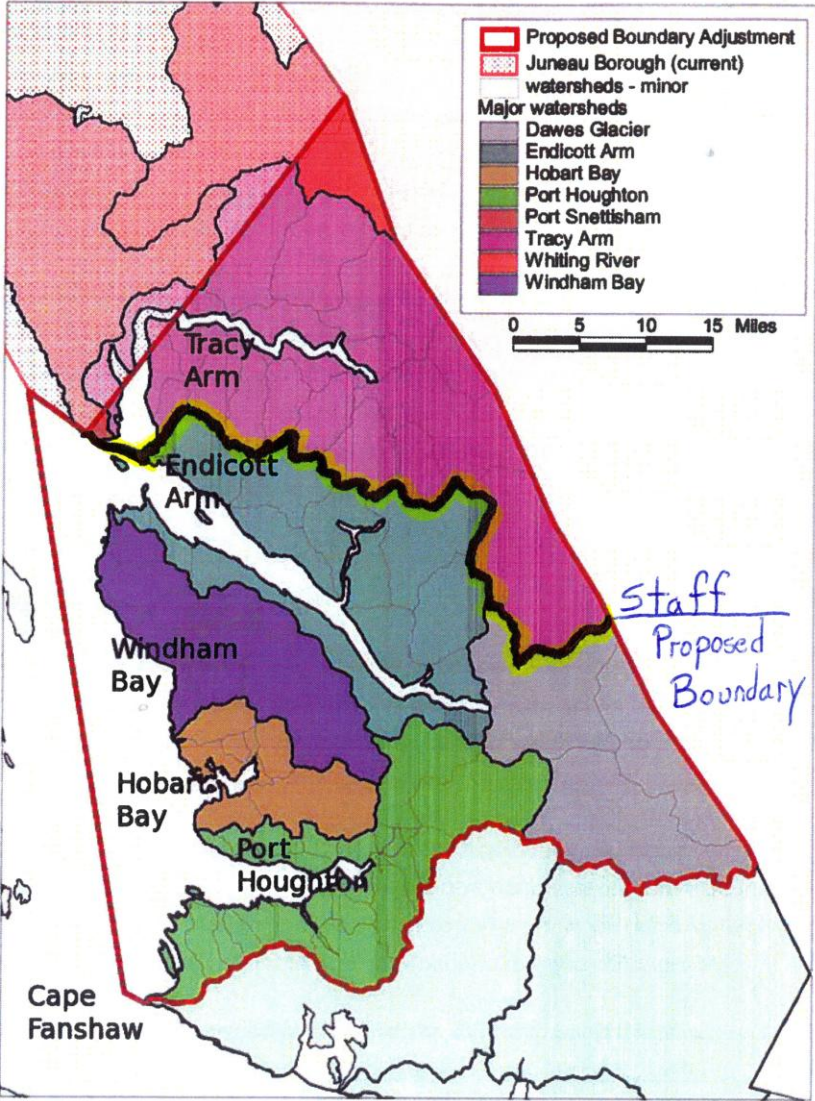 Proposed Boundary Adjustment
Juneau Borough (current)
watersheds - minor
Major watersheds
Dawes Glacier
Endicott Arm
Hobart Bay
Port Houghton
Port Snettisham
Tracy Arm
Whiting River
Windham Bay
0 5 10 15 Miles
Tracy
Arm
Endicott
Arm
Staff
Proposed
Boundary
Windham
Bay
Hobart
Bay
Port
Houghton
Cape
Fanshaw